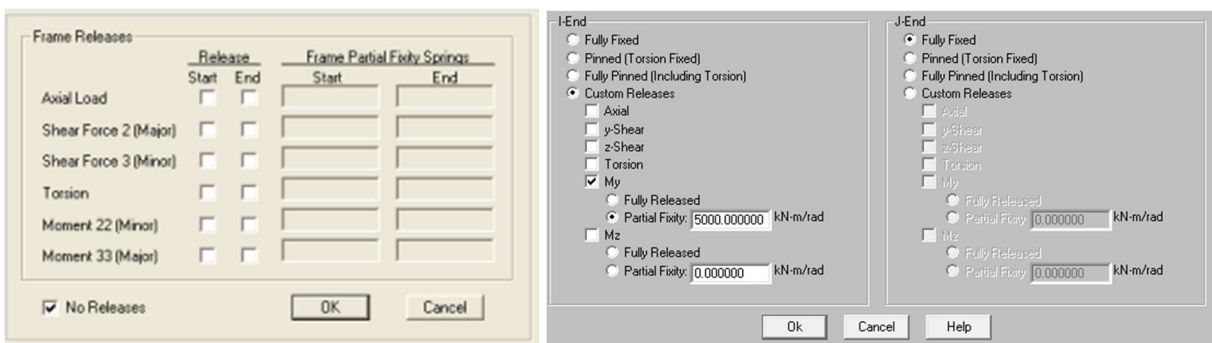 Frame Releases
Release Frame Partial Fixity Springs
Start End Start End
Axial Load
Shear Force 2 (Major)
Shear Force 3 (Minor)
Torsion
Moment 22 (Minor)
Moment 33 (Major)
No Releases OK Cancel
I-End
Fully Fixed
Pinned (Torsion Fixed)
Fully Pinned (Including Torsion)
Custom Releases
Axial
y-Shear
z-Shear
Torsion
My
Fully Released
Partial Fixity: 5000.000000 kN-m/rad
Mz
Fully Released
Partial Fixity: 0.000000 kN-m/rad
J-End
Fully Fixed
Pinned (Torsion Fixed)
Fully Pinned (Including Torsion)
Custom Releases
Axial
y-Shear
z-Shear
Torsion
My
Fully Released
Partial Fixity: 0.000000 kN-m/rad
Mz
Fully Released
Partial Fixity: 0.000000 kN-m/rad
Ok Cancel Help